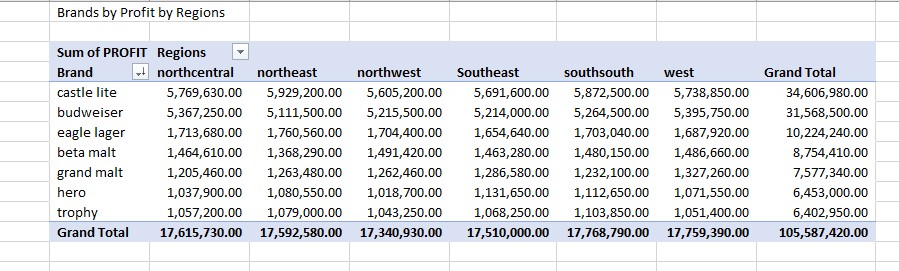 Brands by Profit by Regions
Sum of PROFIT Regions
Brand northcentral northeast northwest Southeast southsouth west Grand Total
castle lite 5,769,630.00 5,929,200.00 5,605,200.00 5,691,600.00 5,872,500.00 5,738,850.00 34,606,980.00
budweiser 5,367,250.00 5,111,500.00 5,215,500.00 5,214,000.00 5,264,500.00 5,395,750.00 31,568,500.00
eagle lager 1,713,680.00 1,760,560.00 1,704,400.00 1,654,640.00 1,703,040.00 1,687,920.00 10,224,240.00
beta malt 1,464,610.00 1,368,290.00 1,491,420.00 1,463,280.00 1,480,150.00 1,486,660.00 8,754,410.00
grand malt 1,205,460.00 1,263,480.00 1,262,460.00 1,286,580.00 1,232,100.00 1,327,260.00 7,577,340.00
hero 1,037,900.00 1,080,550.00 1,018,700.00 1,131,650.00 1,112,650.00 1,071,550.00 6,453,000.00
trophy 1,057,200.00 1,079,000.00 1,043,250.00 1,068,250.00 1,103,850.00 1,051,400.00 6,402,950.00
Grand Total 17,615,730.00 17,592,580.00 17,340,930.00 17,510,000.00 17,768,790.00 17,759,390.00 105,587,420.00